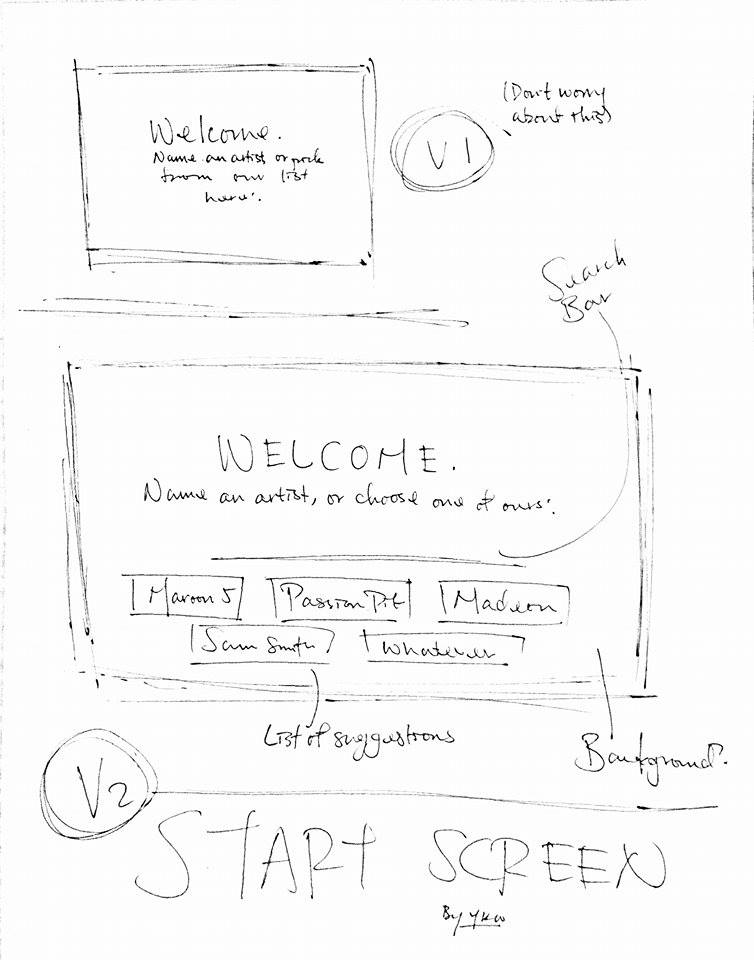 Welcome.
Name an artist, or pick
from our list
here:.
V1
(Don't worry
about this)
Search
Bar
WELCOME.
Name an artist, or choose one of ours:.
Maroon 5
Passion Pit
Madeon
Sam Smith
Whatever
List of suggestions
Background?
V2
START SCREEN
By